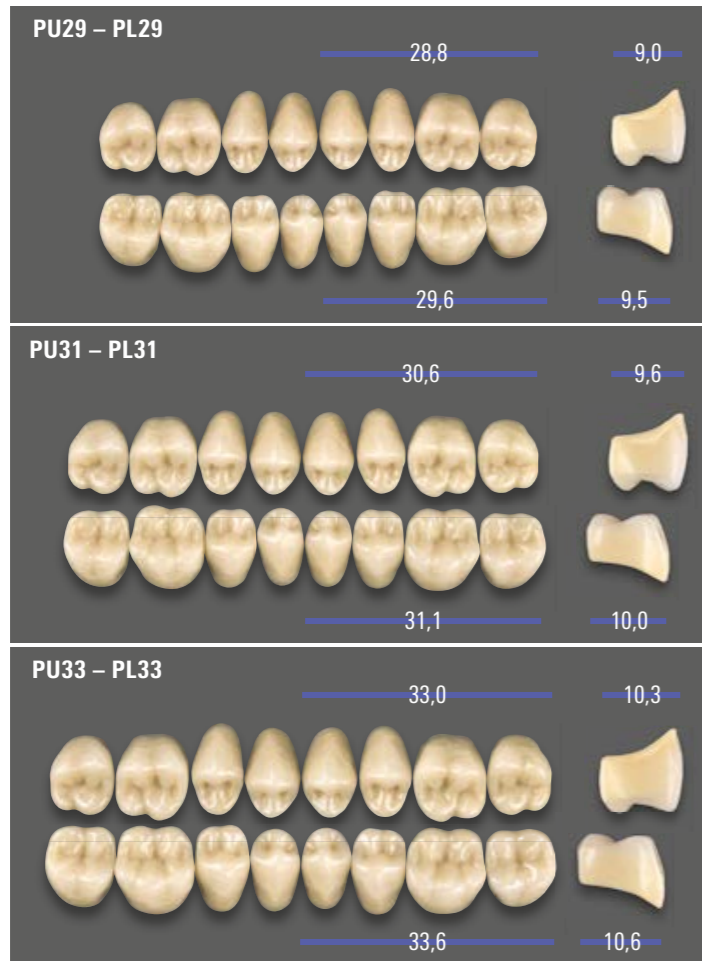 PU29 – PL29
28,8 9,0
29,6 9,5
PU31 – PL31
30,6 9,6
31,1 10,0
PU33 – PL33
33,0 10,3
33,6 10,6